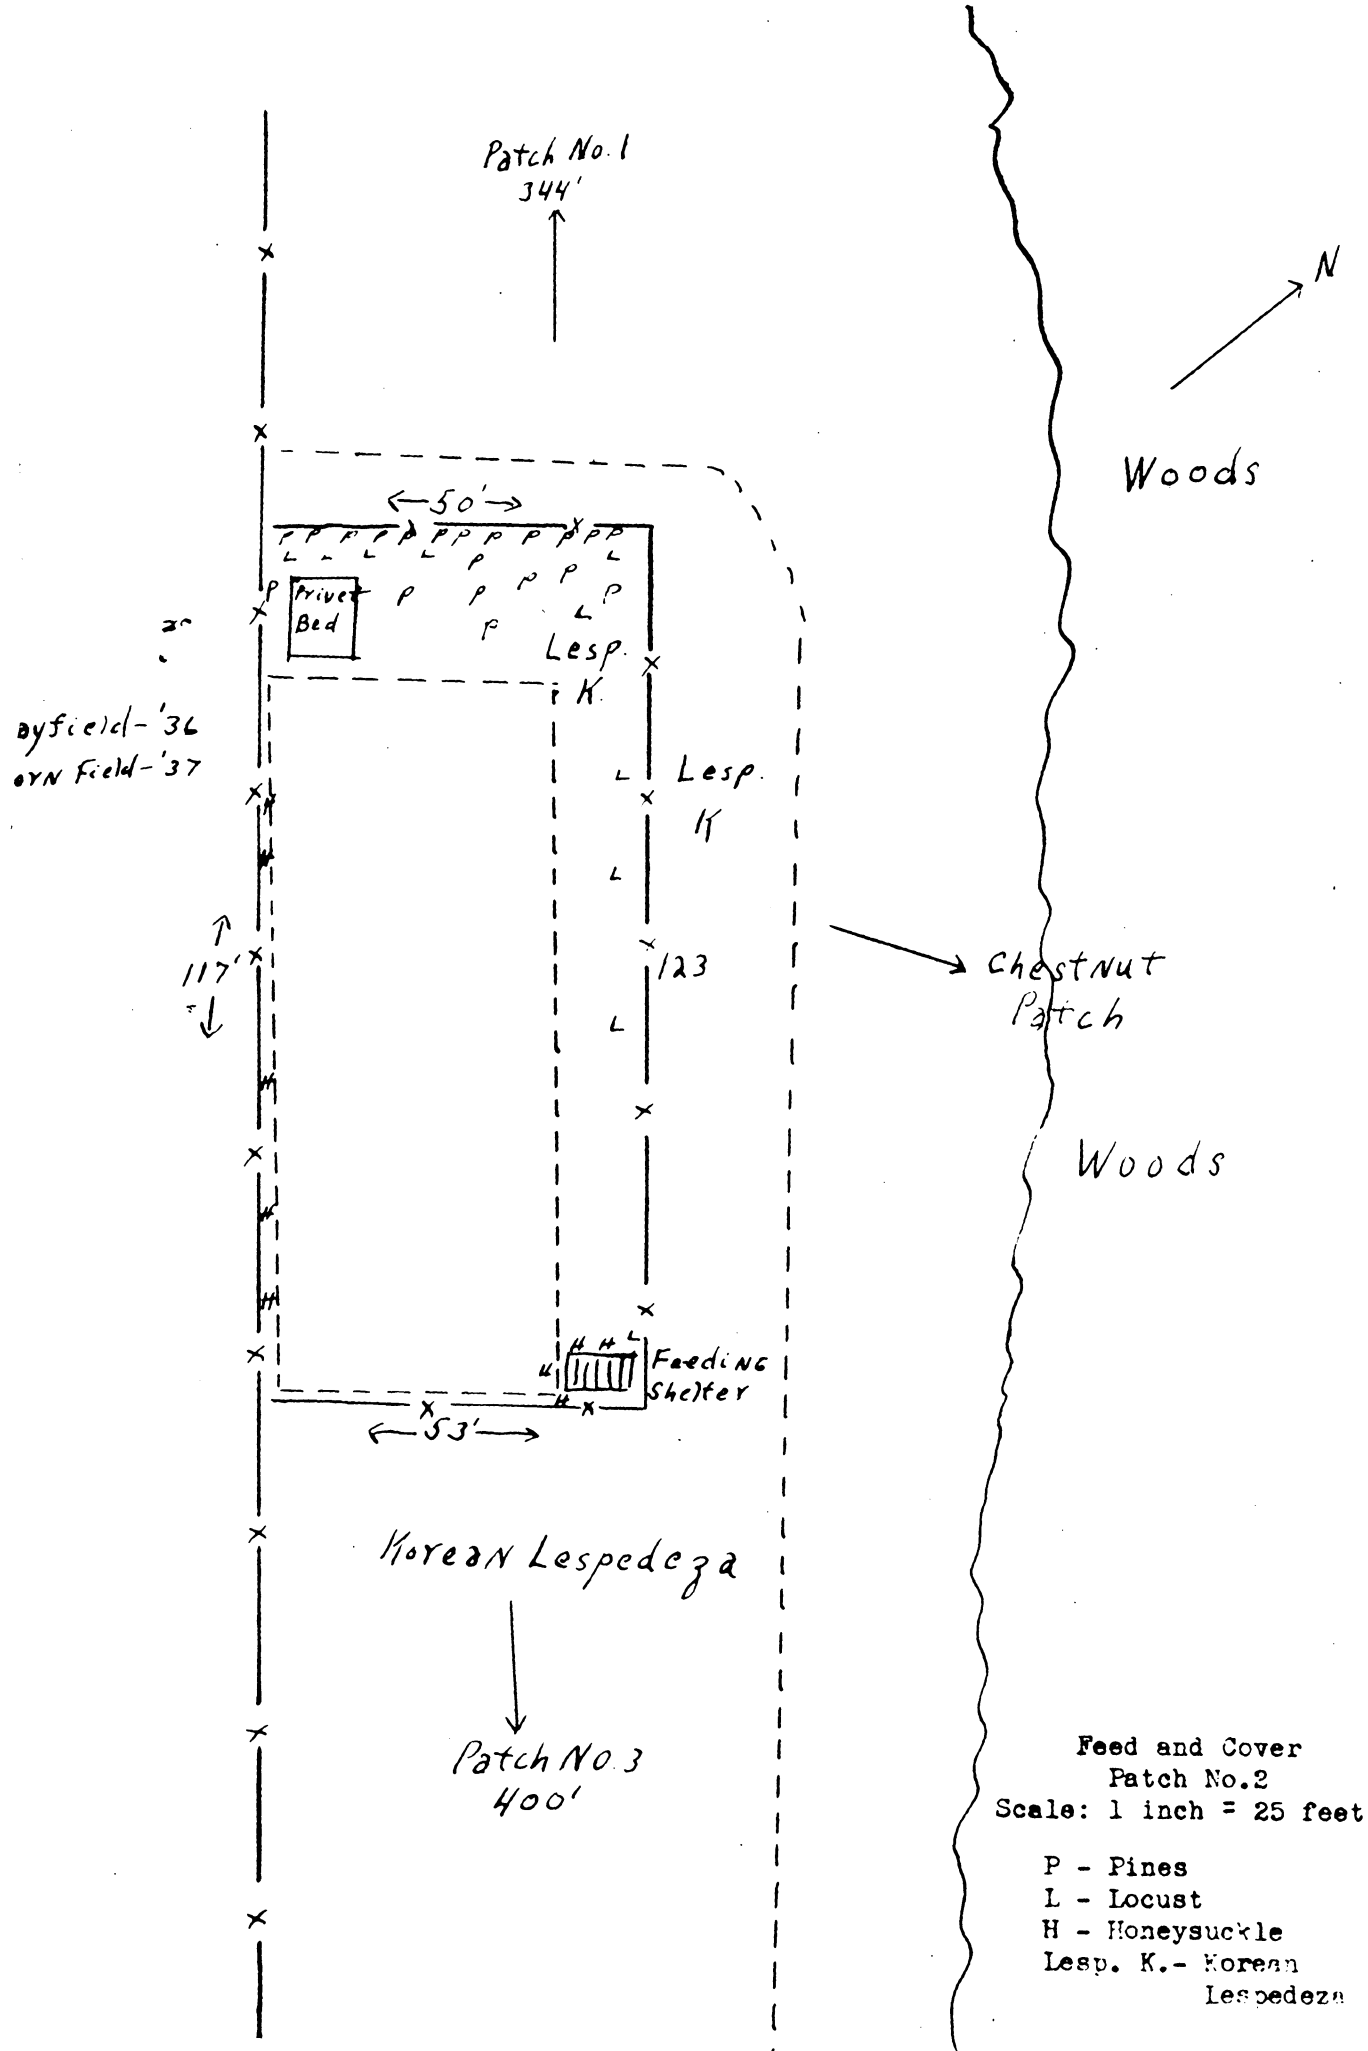 Patch No. 1
344'
N
Woods
50'
P P P P P P P P P P P P
L L L L
P
P P
P Privet P P P
Bed L
P
Lesp.
K.
ayfield-'36
orn Field-'37
L Lesp.
K
H
H
L
117'
123
Chestnut
Patch
L
H
Woods
H
H
H H L
H Feeding
Shelter
H
53'
Korean Lespedeza
Patch No. 3
400'
Feed and Cover
Patch No.2
Scale: 1 inch = 25 feet
P - Pines
L - Locust
H - Honeysuckle
Lesp. K.- Korean
Lespedeza